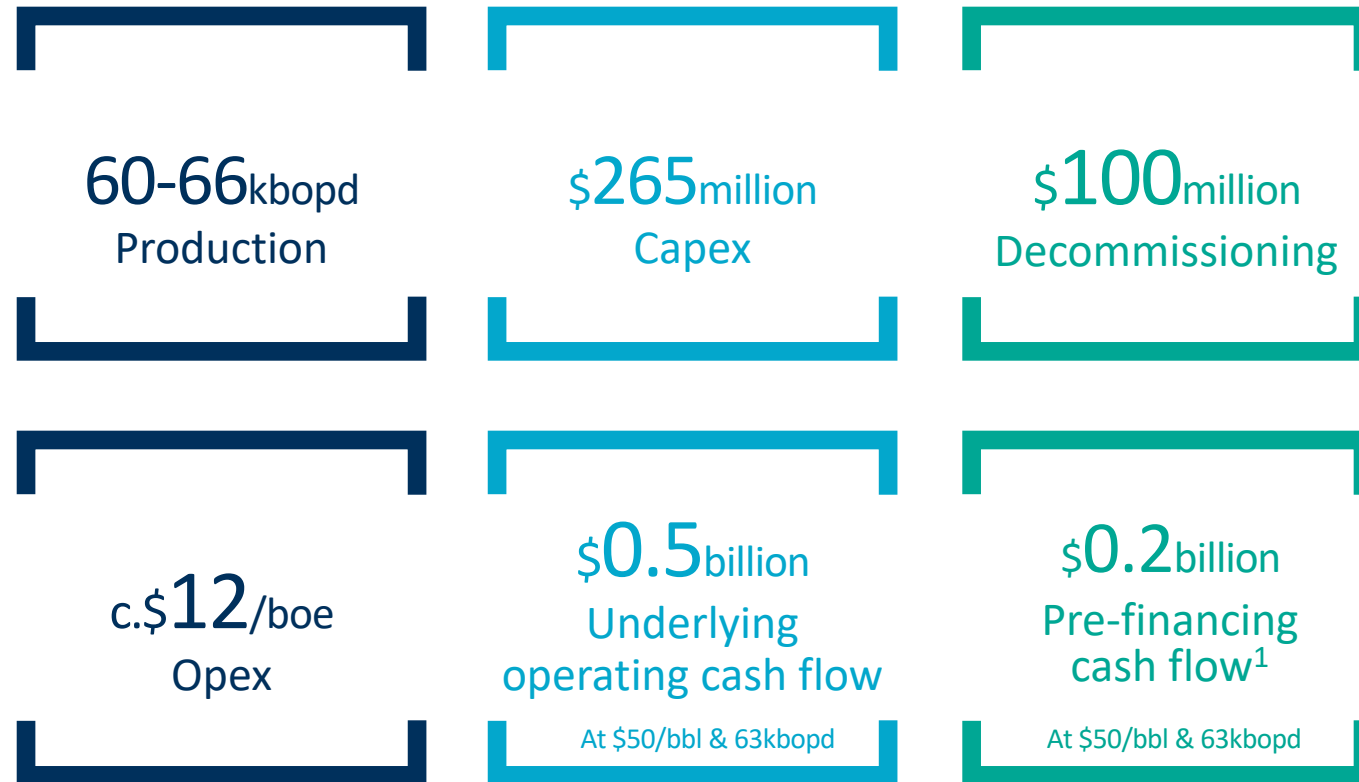 60-66kbopd
Production
$265million
Capex
$100million
Decommissioning
c.$12/boe
Opex
$0.5billion
Underlying
operating cash flow
At $50/bbl & 63kbopd
$0.2billion
Pre-financing
cash flow1
At $50/bbl & 63kbopd